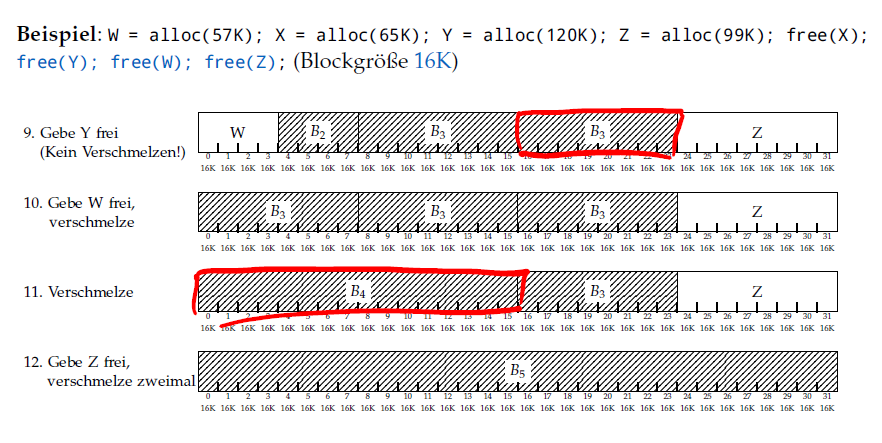 Beispiel: W = alloc(57K); X = alloc(65K); Y = alloc(120K); Z = alloc(99K); free(X);
free(Y); free(W); free(Z); (Blockgröße 16K)
9. Gebe Y frei
(Kein Verschmelzen!)
W B₂ B₃ B₃ Z
0 1 2 3 4 5 6 7 8 9 10 11 12 13 14 15 16 17 18 19 20 21 22 23 24 25 26 27 28 29 30 31
16K 16K 16K 16K 16K 16K 16K 16K 16K 16K 16K 16K 16K 16K 16K 16K 16K 16K 16K 16K 16K 16K 16K 16K 16K 16K 16K 16K 16K 16K 16K 16K
10. Gebe W frei,
verschmelze
B₃ B₃ B₃ Z
0 1 2 3 4 5 6 7 8 9 10 11 12 13 14 15 16 17 18 19 20 21 22 23 24 25 26 27 28 29 30 31
16K 16K 16K 16K 16K 16K 16K 16K 16K 16K 16K 16K 16K 16K 16K 16K 16K 16K 16K 16K 16K 16K 16K 16K 16K 16K 16K 16K 16K 16K 16K 16K
11. Verschmelze
B₄ B₃ Z
0 1 2 3 4 5 6 7 8 9 10 11 12 13 14 15 16 17 18 19 20 21 22 23 24 25 26 27 28 29 30 31
16K 16K 16K 16K 16K 16K 16K 16K 16K 16K 16K 16K 16K 16K 16K 16K 16K 16K 16K 16K 16K 16K 16K 16K 16K 16K 16K 16K 16K 16K 16K 16K
12. Gebe Z frei,
verschmelze zweimal
B₅
0 1 2 3 4 5 6 7 8 9 10 11 12 13 14 15 16 17 18 19 20 21 22 23 24 25 26 27 28 29 30 31
16K 16K 16K 16K 16K 16K 16K 16K 16K 16K 16K 16K 16K 16K 16K 16K 16K 16K 16K 16K 16K 16K 16K 16K 16K 16K 16K 16K 16K 16K 16K 16K